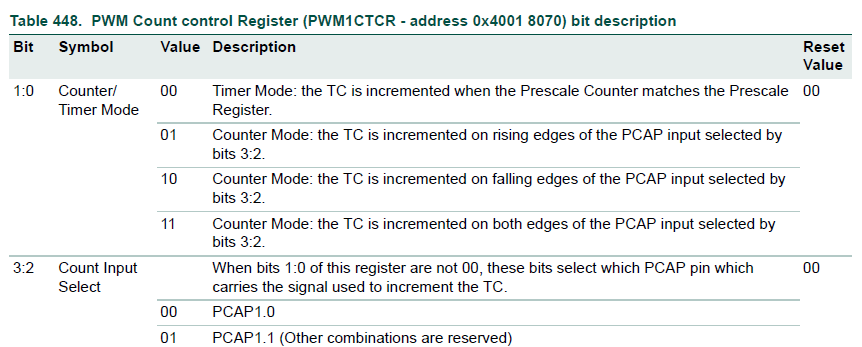 Table 448. PWM Count control Register (PWM1CTCR - address 0x4001 8070) bit description
Bit Symbol Value Description Reset
Value
1:0 Counter/ 00 Timer Mode: the TC is incremented when the Prescale Counter matches the Prescale 00
Timer Mode Register.
01 Counter Mode: the TC is incremented on rising edges of the PCAP input selected by
bits 3:2.
10 Counter Mode: the TC is incremented on falling edges of the PCAP input selected by
bits 3:2.
11 Counter Mode: the TC is incremented on both edges of the PCAP input selected by
bits 3:2.
3:2 Count Input When bits 1:0 of this register are not 00, these bits select which PCAP pin which 00
Select carries the signal used to increment the TC.
00 PCAP1.0
01 PCAP1.1 (Other combinations are reserved)